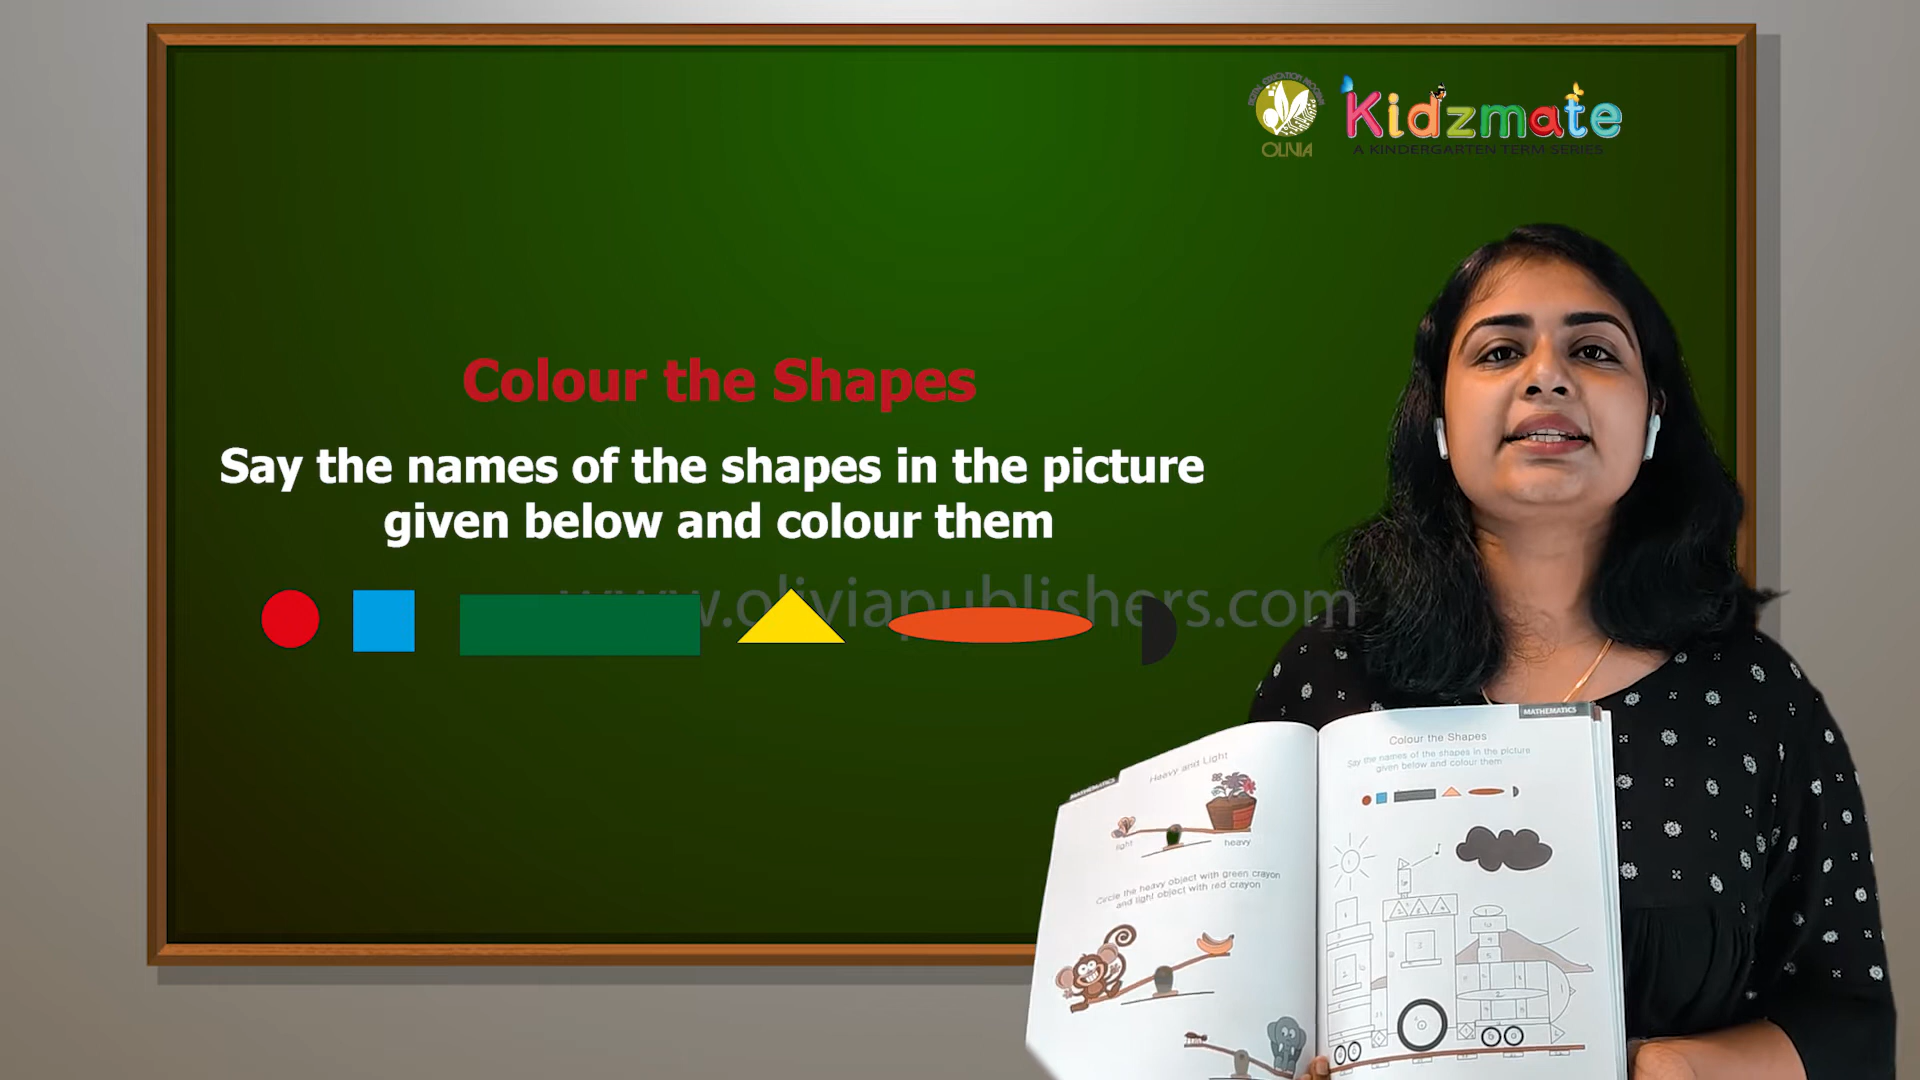 DIGITAL EDUCATION PROGRAM
OLIVIA
Kidzmate
A KINDERGARTEN TERM SERIES
Colour the Shapes
Say the names of the shapes in the picture
given below and colour them
www.oliviapublishers.com
MATHEMATICS
Heavy and Light
light
heavy
Circle the heavy object with green crayon
and light object with red crayon
MATHEMATICS
Colour the Shapes
Say the names of the shapes in the picture
given below and colour them